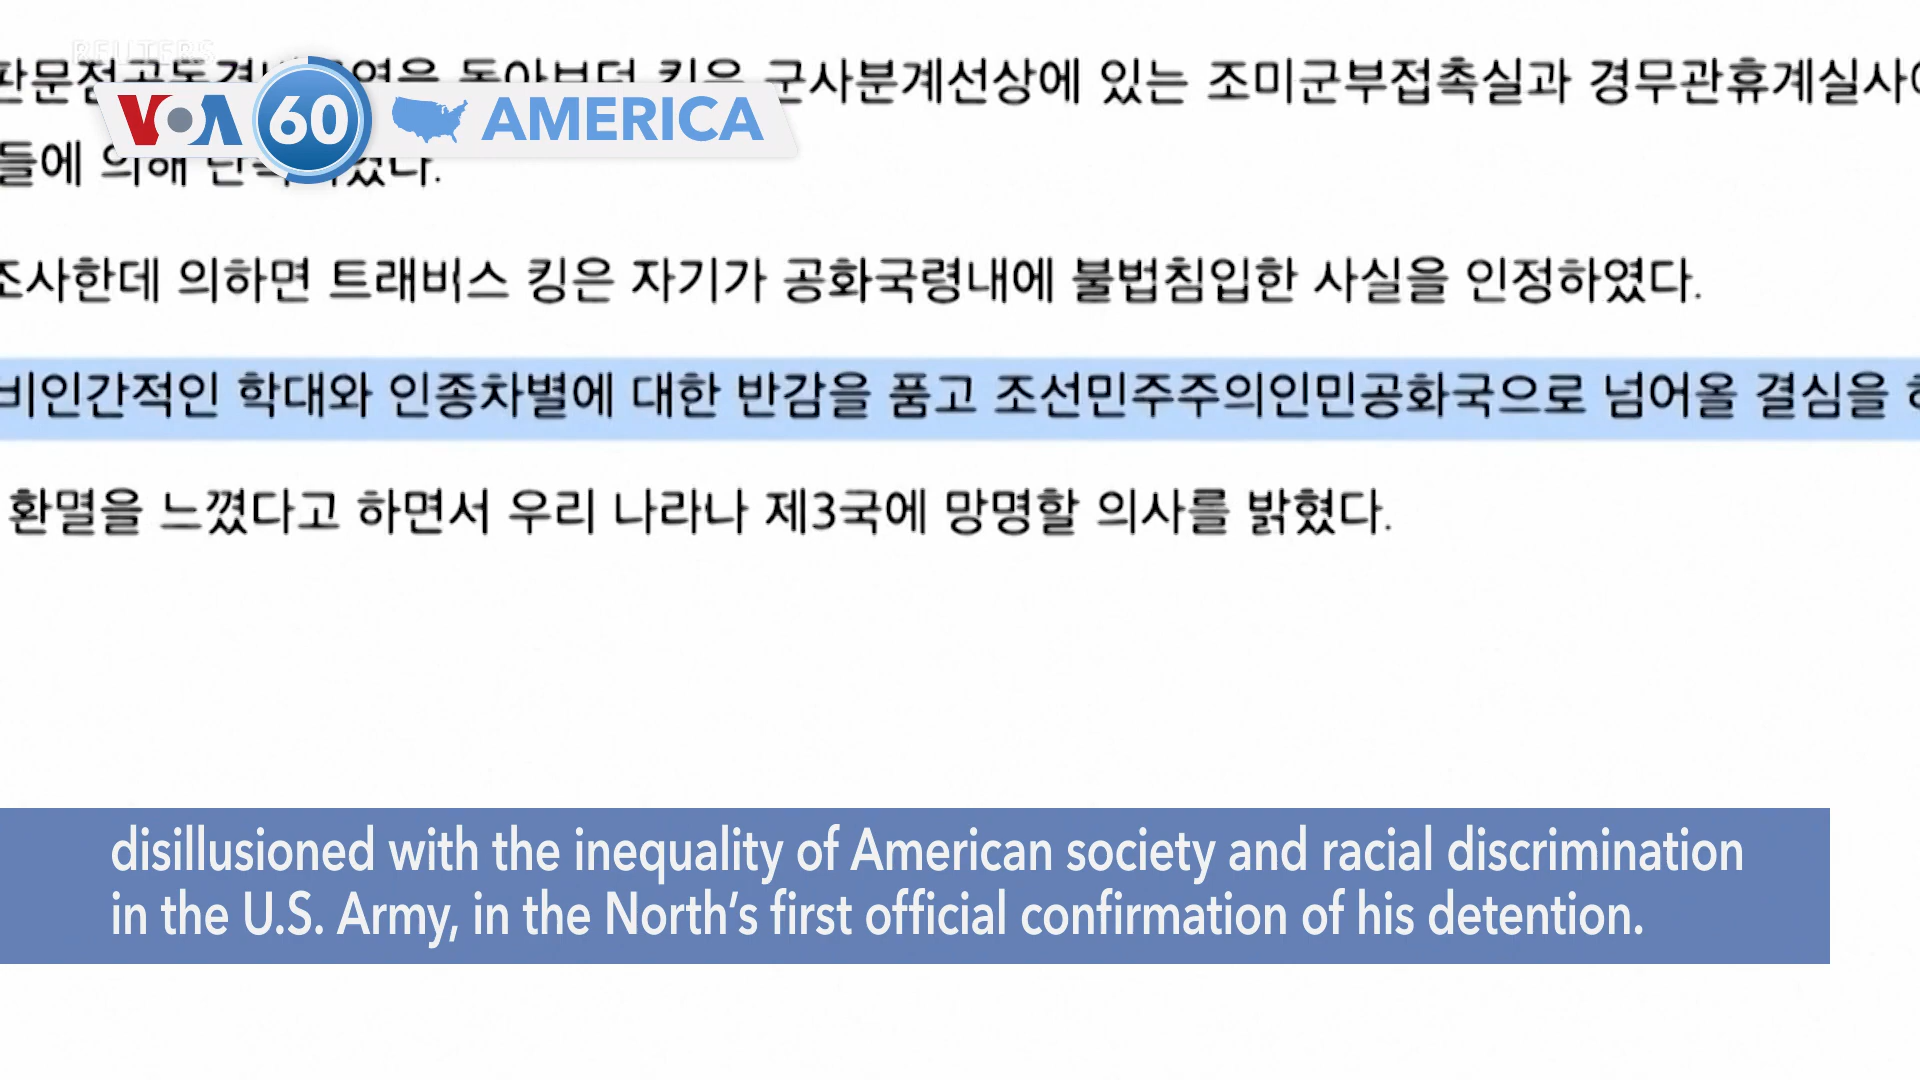 REUTERS
군사분계선상에 있는 조미군부접촉실과 경무관휴계실사이
VOA 60 AMERICA
들에 의해
조사한데 의하면 트래비스 킹은 자기가 공화국령내에 불법침입한 사실을 인정하였다.
비인간적인 학대와 인종차별에 대한 반감을 품고 조선민주주의인민공화국으로 넘어올 결심을
환멸을 느꼈다고 하면서 우리 나라나 제3국에 망명할 의사를 밝혔다.
disillusioned with the inequality of American society and racial discrimination
in the U.S. Army, in the North's first official confirmation of his detention.